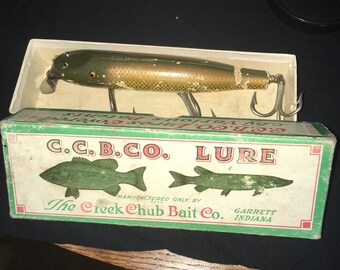 C.C.B.CO. LURE
MANUFACTURED ONLY BY
The Creek Chub Bait Co. GARRETT
INDIANA